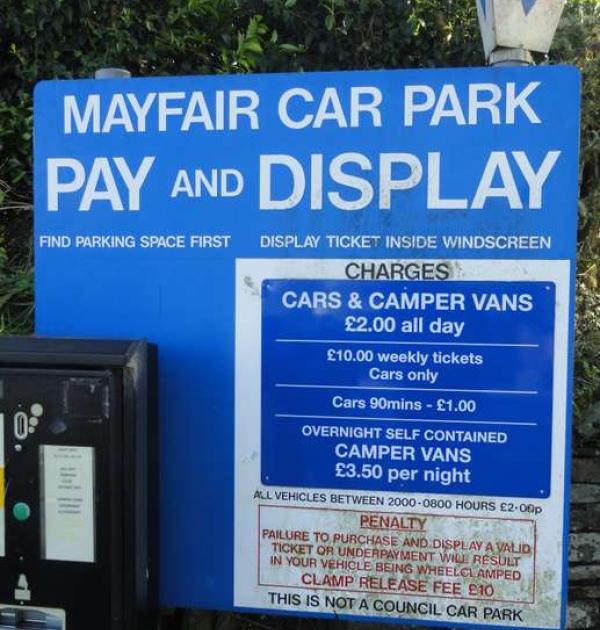 MAYFAIR CAR PARK
PAY AND DISPLAY
FIND PARKING SPACE FIRST DISPLAY TICKET INSIDE WINDSCREEN
CHARGES
CARS & CAMPER VANS
£2.00 all day
£10.00 weekly tickets
Cars only
Cars 90mins - £1.00
OVERNIGHT SELF CONTAINED
CAMPER VANS
£3.50 per night
ALL VEHICLES BETWEEN 2000-0800 HOURS £2·00p
PENALTY
FAILURE TO PURCHASE AND DISPLAY A VALID
TICKET OR UNDERPAYMENT WILL RESULT
IN YOUR VEHICLE BEING WHEELCLAMPED
CLAMP RELEASE FEE £10
THIS IS NOT A COUNCIL CAR PARK